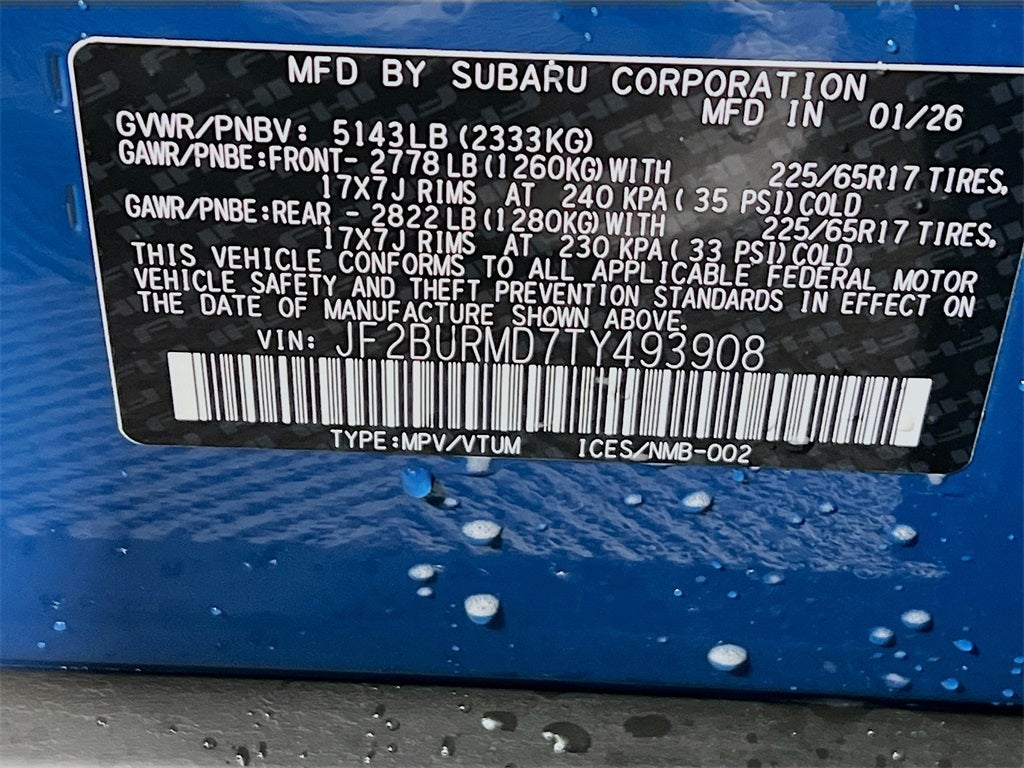 MFD BY SUBARU CORPORATION
MFD IN 01/26
GVWR/PNBV: 5143LB (2333KG)
GAWR/PNBE:FRONT- 2778 LB(1260KG)WITH 225/65R17 TIRES,
17X7J RIMS AT 240 KPA( 35 PSI)COLD
GAWR/PNBE:REAR - 2822 LB(1280KG)WITH 225/65R17 TIRES,
17X7J RIMS AT 230 KPA( 33 PSI)COLD
THIS VEHICLE CONFORMS TO ALL APPLICABLE FEDERAL MOTOR
VEHICLE SAFETY AND THEFT PREVENTION STANDARDS IN EFFECT ON
THE DATE OF MANUFACTURE SHOWN ABOVE.
VIN: JF2BURMD7TY493908
TYPE:MPV/VTUM ICES/NMB-002